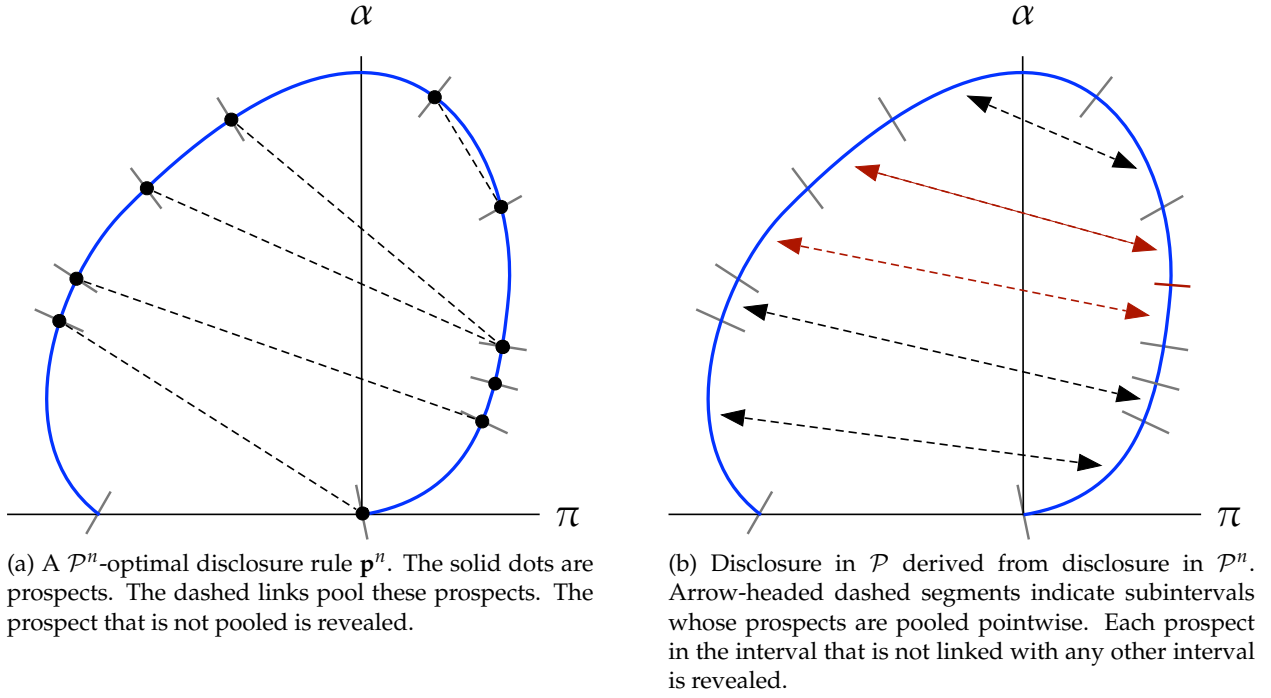 α
π
(a) A 𝒫ⁿ-optimal disclosure rule 𝐩ⁿ. The solid dots are
prospects. The dashed links pool these prospects. The
prospect that is not pooled is revealed.
α
π
(b) Disclosure in 𝒫 derived from disclosure in 𝒫ⁿ.
Arrow-headed dashed segments indicate subintervals
whose prospects are pooled pointwise. Each prospect
in the interval that is not linked with any other interval
is revealed.